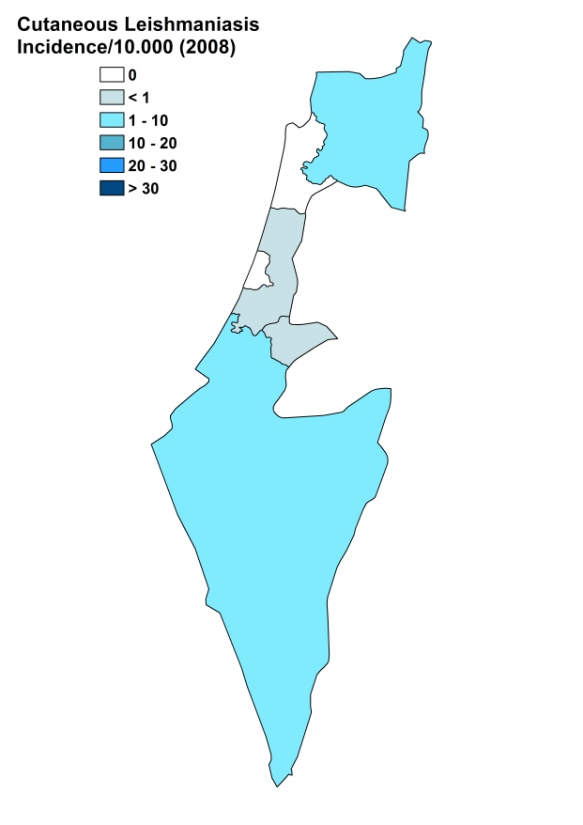 Cutaneous Leishmaniasis
Incidence/10.000 (2008)
0
< 1
1 - 10
10 - 20
20 - 30
> 30